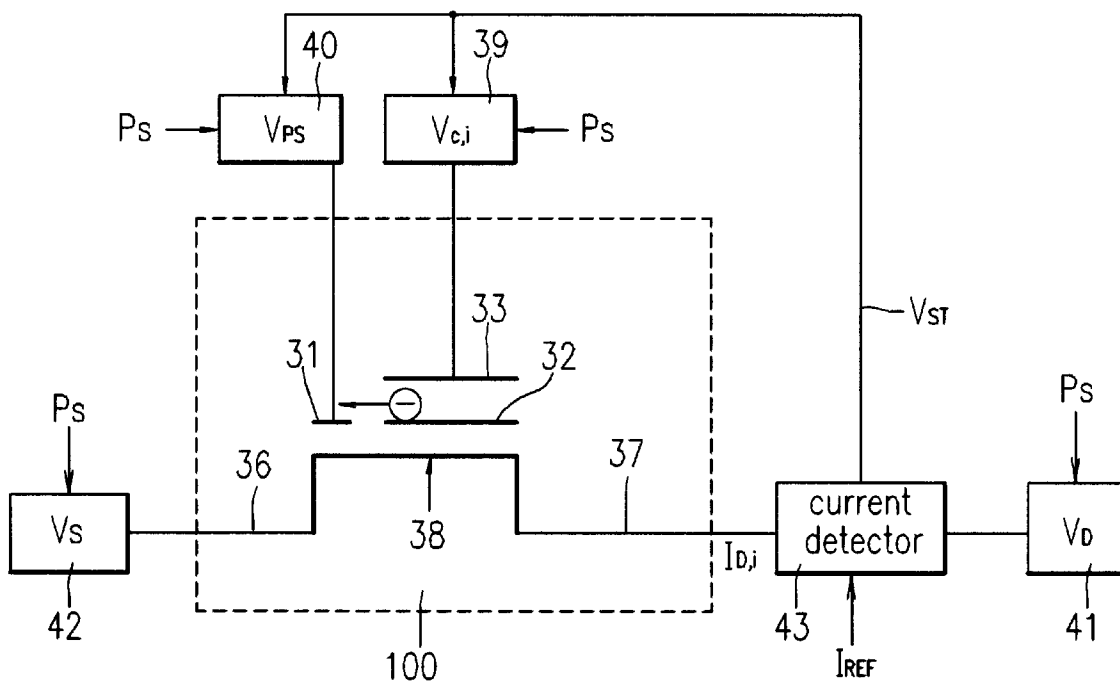 40
39
Ps
VPS
Vc,i
Ps
33
VST
31
32
Ps
Ps
36
37
Vs
38
current
detector
VD
ID,i
42
43
41
100
IREF